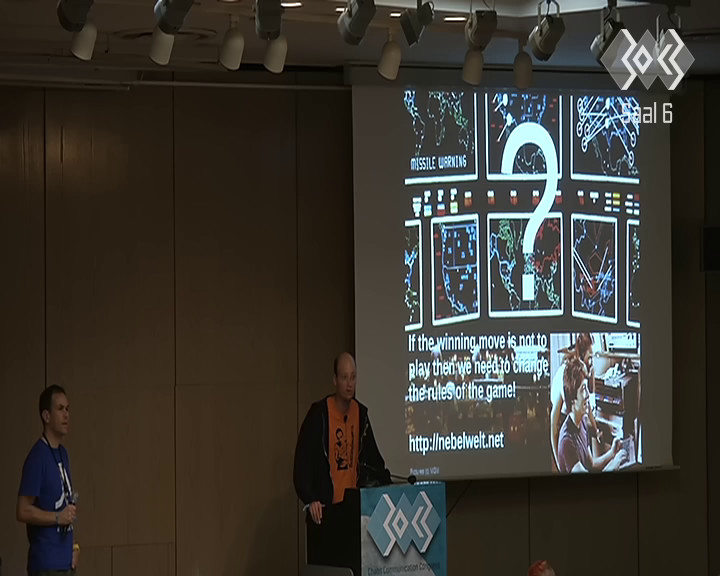 Saal 6
MISSILE WARNING
If the winning move is not to
play then we need to change
the rules of the game!
http://nebelwelt.net
Chaos Communication Congress